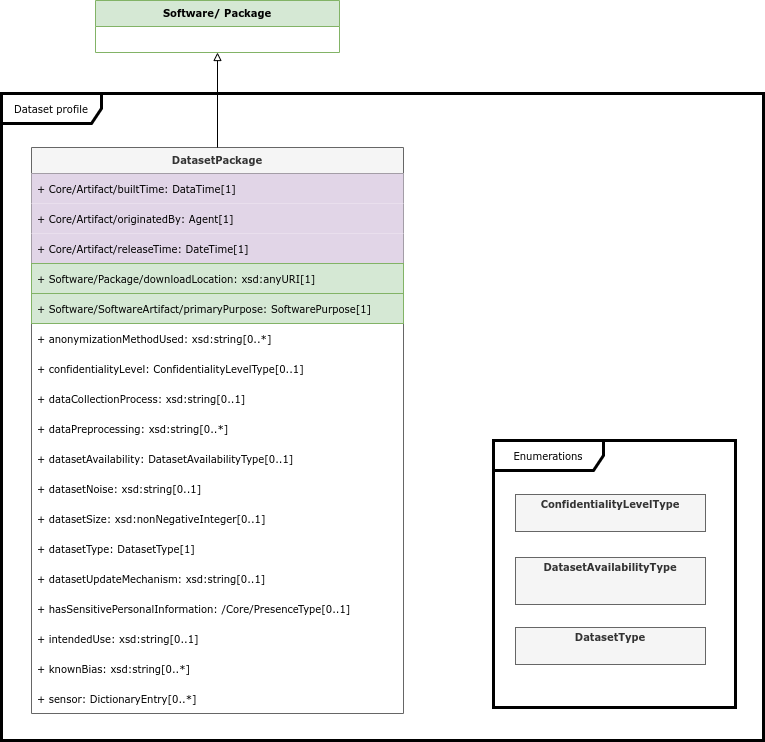 Software/ Package
Dataset profile
DatasetPackage
+ Core/Artifact/builtTime: DataTime[1]
+ Core/Artifact/originatedBy: Agent[1]
+ Core/Artifact/releaseTime: DateTime[1]
+ Software/Package/downloadLocation: xsd:anyURI[1]
+ Software/SoftwareArtifact/primaryPurpose: SoftwarePurpose[1]
+ anonymizationMethodUsed: xsd:string[0..*]
+ confidentialityLevel: ConfidentialityLevelType[0..1]
+ dataCollectionProcess: xsd:string[0..1]
+ dataPreprocessing: xsd:string[0..*]
+ datasetAvailability: DatasetAvailabilityType[0..1]
+ datasetNoise: xsd:string[0..1]
+ datasetSize: xsd:nonNegativeInteger[0..1]
+ datasetType: DatasetType[1]
+ datasetUpdateMechanism: xsd:string[0..1]
+ hasSensitivePersonalInformation: /Core/PresenceType[0..1]
+ intendedUse: xsd:string[0..1]
+ knownBias: xsd:string[0..*]
+ sensor: DictionaryEntry[0..*]
Enumerations
ConfidentialityLevelType
DatasetAvailabilityType
DatasetType